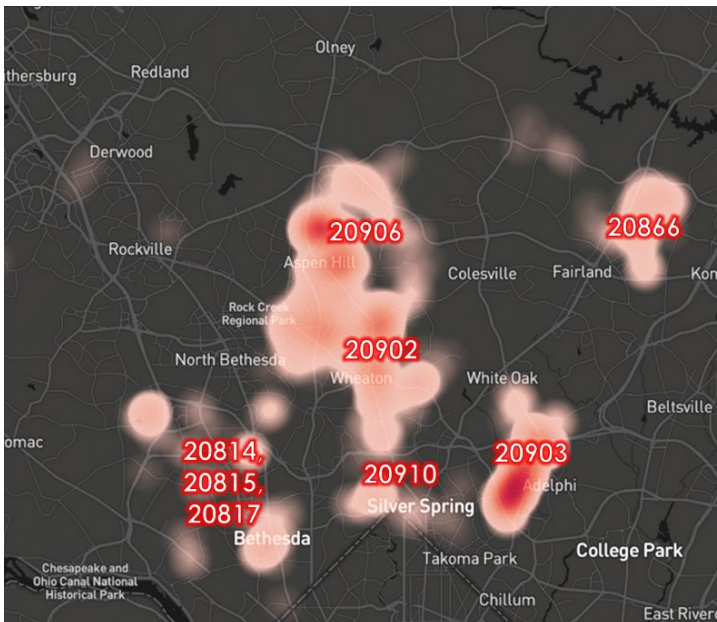 Olney
ithersburg
Redland
Derwood
20906
20866
Rockville
Aspen Hill
Colesville
Fairland
Kon
Rock Creek
Regional Park
20902
North Bethesda
Wheaton
White Oak
Beltsville
omac
20814,
20815,
20817
20903
20910
Adelphi
Silver Spring
Bethesda
College Park
Takoma Park
Chesapeake and
Ohio Canal National
Historical Park
Chillum
East River